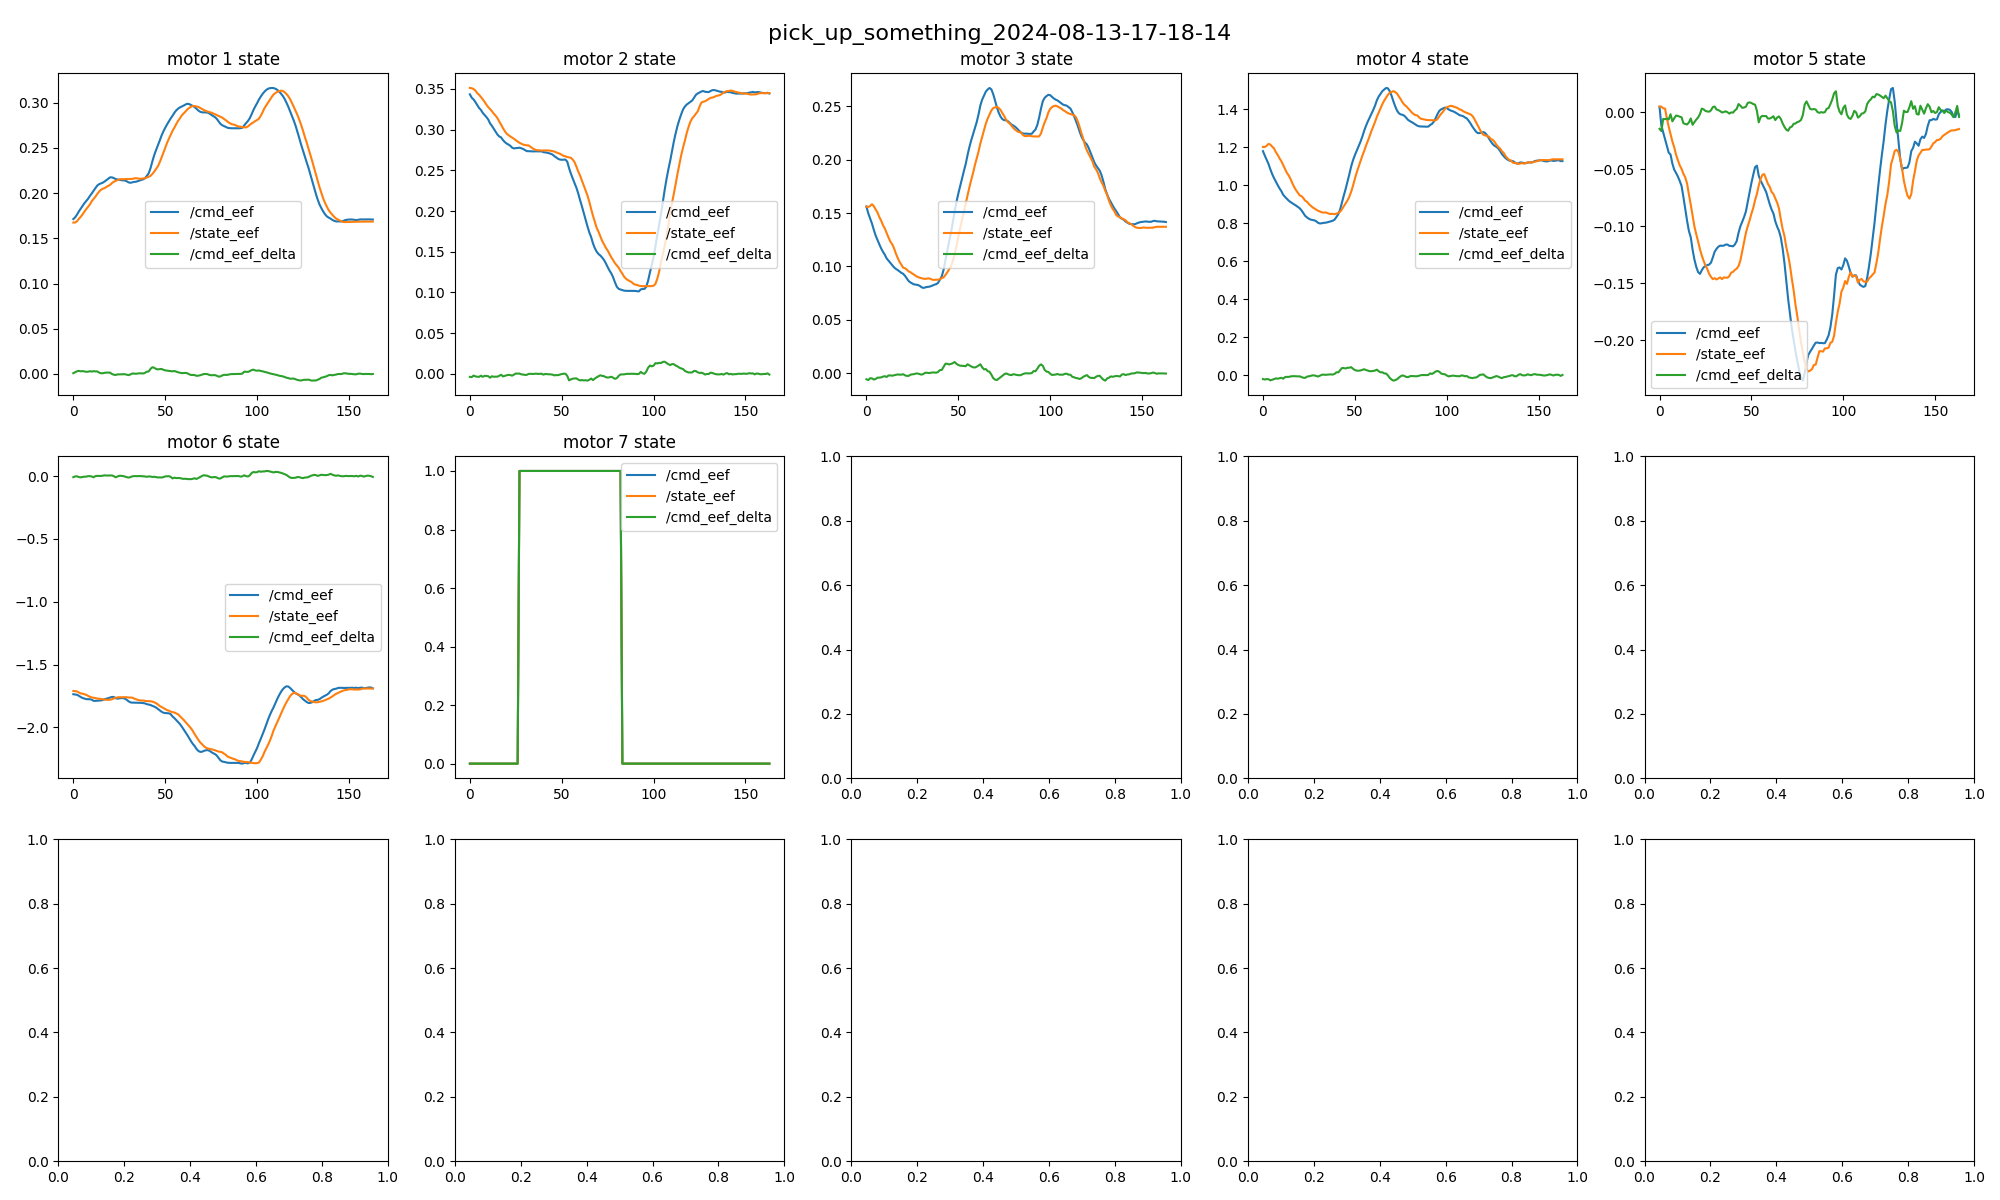 pick_up_something_2024-08-13-17-18-14
motor 1 state
0.30
0.25
0.20
0.15
0.10
0.05
0.00
0 50 100 150
/cmd_eef
/state_eef
/cmd_eef_delta
motor 2 state
0.35
0.30
0.25
0.20
0.15
0.10
0.05
0.00
0 50 100 150
/cmd_eef
/state_eef
/cmd_eef_delta
motor 3 state
0.25
0.20
0.15
0.10
0.05
0.00
0 50 100 150
/cmd_eef
/state_eef
/cmd_eef_delta
motor 4 state
1.4
1.2
1.0
0.8
0.6
0.4
0.2
0.0
0 50 100 150
/cmd_eef
/state_eef
/cmd_eef_delta
motor 5 state
0.00
−0.05
−0.10
−0.15
−0.20
0 50 100 150
/cmd_eef
/state_eef
/cmd_eef_delta
motor 6 state
0.0
−0.5
−1.0
−1.5
−2.0
0 50 100 150
/cmd_eef
/state_eef
/cmd_eef_delta
motor 7 state
1.0
0.8
0.6
0.4
0.2
0.0
0 50 100 150
/cmd_eef
/state_eef
/cmd_eef_delta
1.0
0.8
0.6
0.4
0.2
0.0
0.0 0.2 0.4 0.6 0.8 1.0
1.0
0.8
0.6
0.4
0.2
0.0
0.0 0.2 0.4 0.6 0.8 1.0
1.0
0.8
0.6
0.4
0.2
0.0
0.0 0.2 0.4 0.6 0.8 1.0
1.0
0.8
0.6
0.4
0.2
0.0
0.0 0.2 0.4 0.6 0.8 1.0
1.0
0.8
0.6
0.4
0.2
0.0
0.0 0.2 0.4 0.6 0.8 1.0
1.0
0.8
0.6
0.4
0.2
0.0
0.0 0.2 0.4 0.6 0.8 1.0
1.0
0.8
0.6
0.4
0.2
0.0
0.0 0.2 0.4 0.6 0.8 1.0
1.0
0.8
0.6
0.4
0.2
0.0
0.0 0.2 0.4 0.6 0.8 1.0